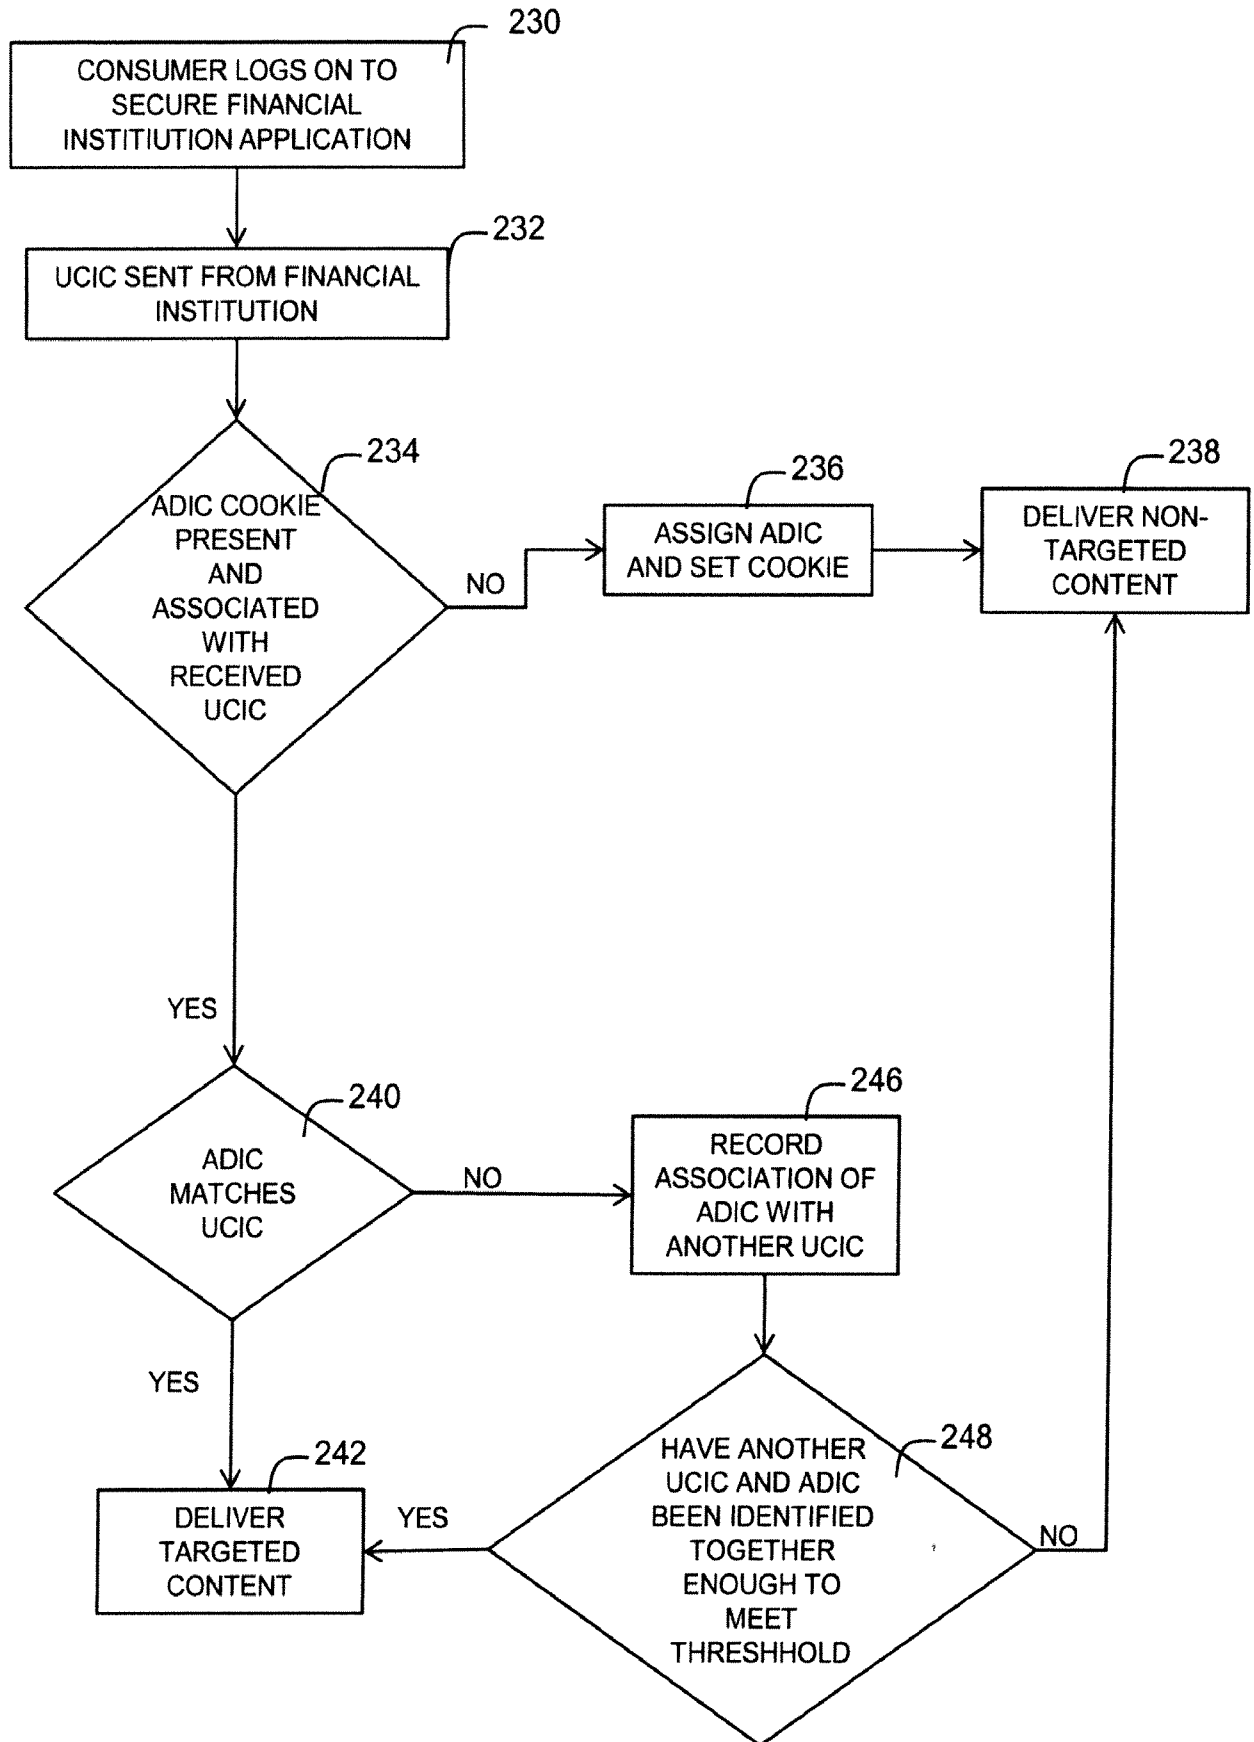 230
CONSUMER LOGS ON TO
SECURE FINANCIAL
INSTITIUTION APPLICATION
232
UCIC SENT FROM FINANCIAL
INSTITUTION
234
ADIC COOKIE
PRESENT
AND
ASSOCIATED
WITH
RECEIVED
UCIC
NO
236
ASSIGN ADIC
AND SET COOKIE
238
DELIVER NON-
TARGETED
CONTENT
YES
240
ADIC
MATCHES
UCIC
NO
246
RECORD
ASSOCIATION OF
ADIC WITH
ANOTHER UCIC
YES
242
DELIVER
TARGETED
CONTENT
YES
248
HAVE ANOTHER
UCIC AND ADIC
BEEN IDENTIFIED
TOGETHER
ENOUGH TO
MEET
THRESHHOLD
NO